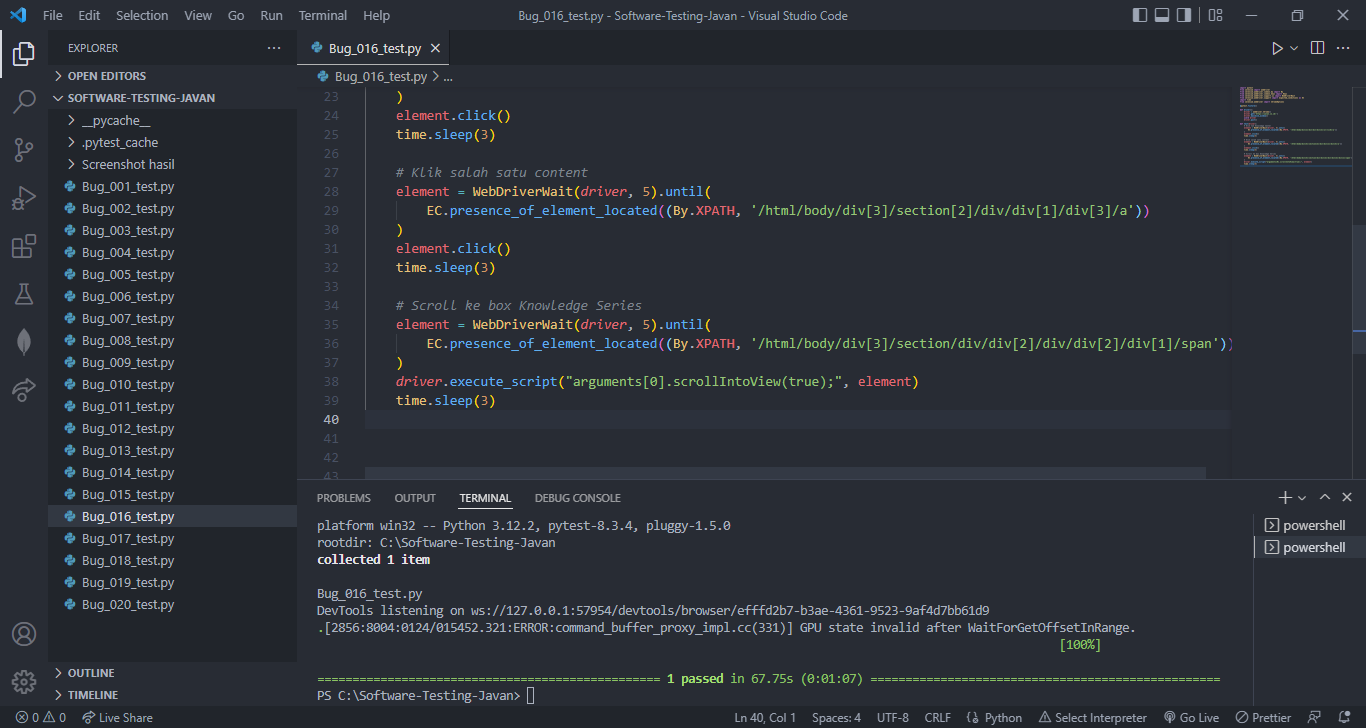 File Edit Selection View Go Run Terminal Help Bug_016_test.py - Software-Testing-Javan - Visual Studio Code
EXPLORER
OPEN EDITORS
SOFTWARE-TESTING-JAVAN
__pycache__
.pytest_cache
Screenshot hasil
Bug_001_test.py
Bug_002_test.py
Bug_003_test.py
Bug_004_test.py
Bug_005_test.py
Bug_006_test.py
Bug_007_test.py
Bug_008_test.py
Bug_009_test.py
Bug_010_test.py
Bug_011_test.py
Bug_012_test.py
Bug_013_test.py
Bug_014_test.py
Bug_015_test.py
Bug_016_test.py
Bug_017_test.py
Bug_018_test.py
Bug_019_test.py
Bug_020_test.py
OUTLINE
TIMELINE
Bug_016_test.py
Bug_016_test.py > ...
23 )
24 element.click()
25 time.sleep(3)
26
27 # Klik salah satu content
28 element = WebDriverWait(driver, 5).until(
29 EC.presence_of_element_located((By.XPATH, '/html/body/div[3]/section[2]/div/div[1]/div[3]/a'))
30 )
31 element.click()
32 time.sleep(3)
33
34 # Scroll ke box Knowledge Series
35 element = WebDriverWait(driver, 5).until(
36 EC.presence_of_element_located((By.XPATH, '/html/body/div[3]/section/div/div[2]/div/div[2]/div[1]/span'))
37 )
38 driver.execute_script("arguments[0].scrollIntoView(true);", element)
39 time.sleep(3)
40
41
42
43
PROBLEMS OUTPUT TERMINAL DEBUG CONSOLE
platform win32 -- Python 3.12.2, pytest-8.3.4, pluggy-1.5.0
rootdir: C:\Software-Testing-Javan
collected 1 item
Bug_016_test.py
DevTools listening on ws://127.0.0.1:57954/devtools/browser/efffd2b7-b3ae-4361-9523-9af4d7bb61d9
.[2856:8004:0124/015452.321:ERROR:command_buffer_proxy_impl.cc(331)] GPU state invalid after WaitForGetOffsetInRange.
[100%]
============================================== 1 passed in 67.75s (0:01:07) ==============================================
PS C:\Software-Testing-Javan>
powershell
powershell
0 0 Live Share Ln 40, Col 1 Spaces: 4 UTF-8 CRLF Python Select Interpreter Go Live Prettier